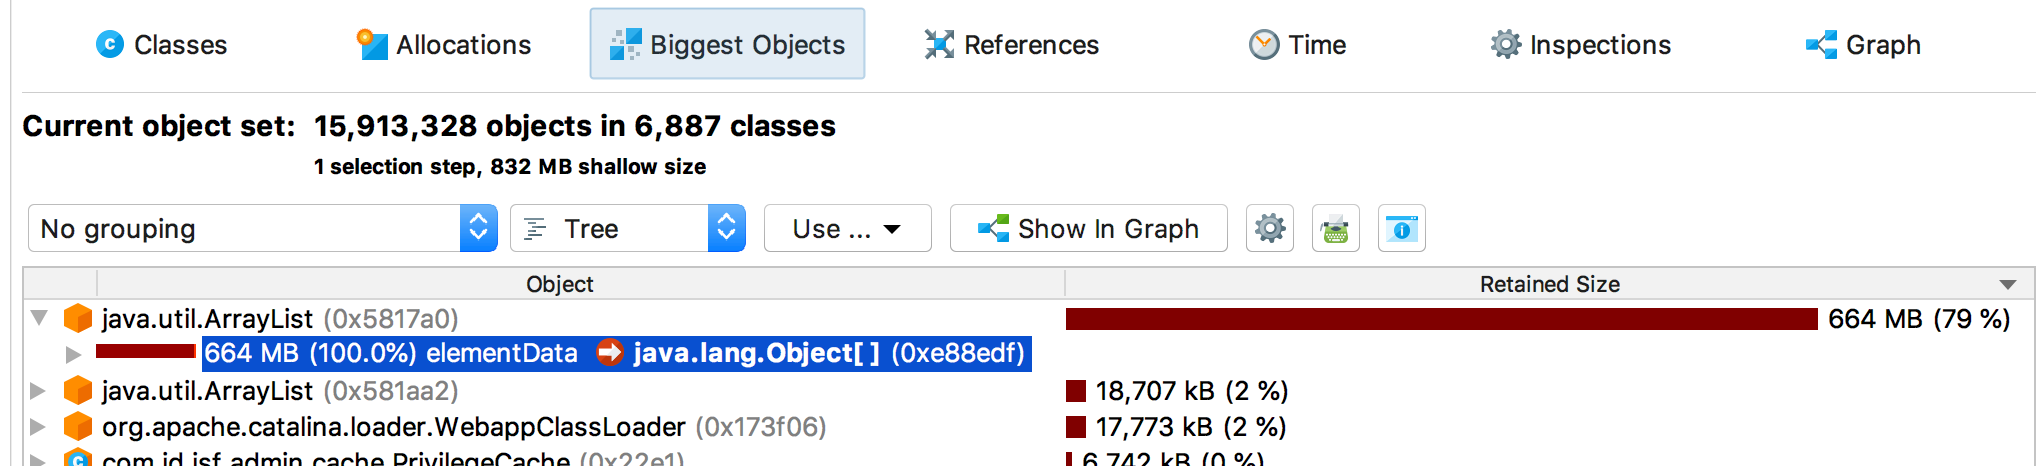 Classes Allocations Biggest Objects References Time Inspections Graph
Current object set: 15,913,328 objects in 6,887 classes
1 selection step, 832 MB shallow size
No grouping Tree Use ... Show In Graph
Object Retained Size
java.util.ArrayList (0x5817a0) 664 MB (79 %)
664 MB (100.0%) elementData java.lang.Object[ ] (0xe88edf)
java.util.ArrayList (0x581aa2) 18,707 kB (2 %)
org.apache.catalina.loader.WebappClassLoader (0x173f06) 17,773 kB (2 %)
com.id.jsf.admin.cache.PrivilegeCache (0x22e1) 6,742 kB (0 %)